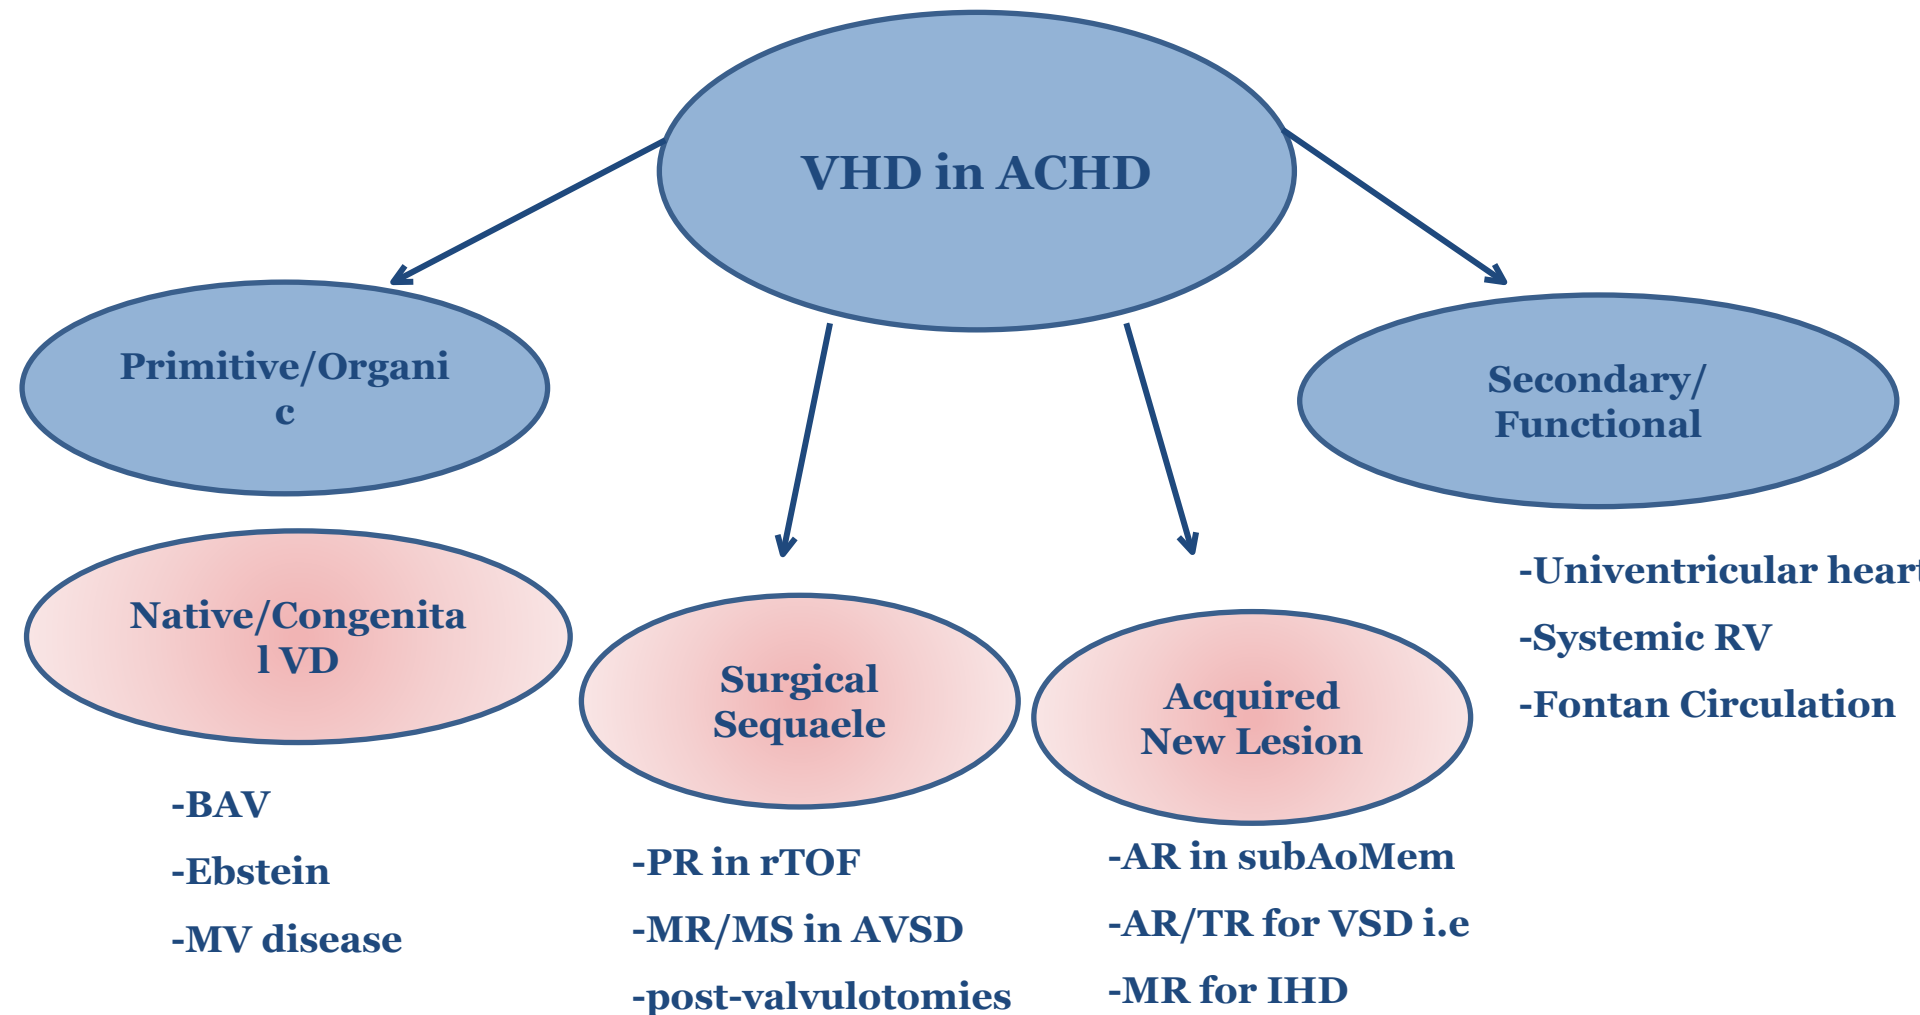 VHD in ACHD
Primitive/Organi
c
Secondary/
Functional
Native/Congenita
l VD
Surgical
Sequaele
Acquired
New Lesion
-Univentricular heart
-Systemic RV
-Fontan Circulation
-BAV
-Ebstein
-MV disease
-PR in rTOF
-MR/MS in AVSD
-post-valvulotomies
-AR in subAoMem
-AR/TR for VSD i.e
-MR for IHD